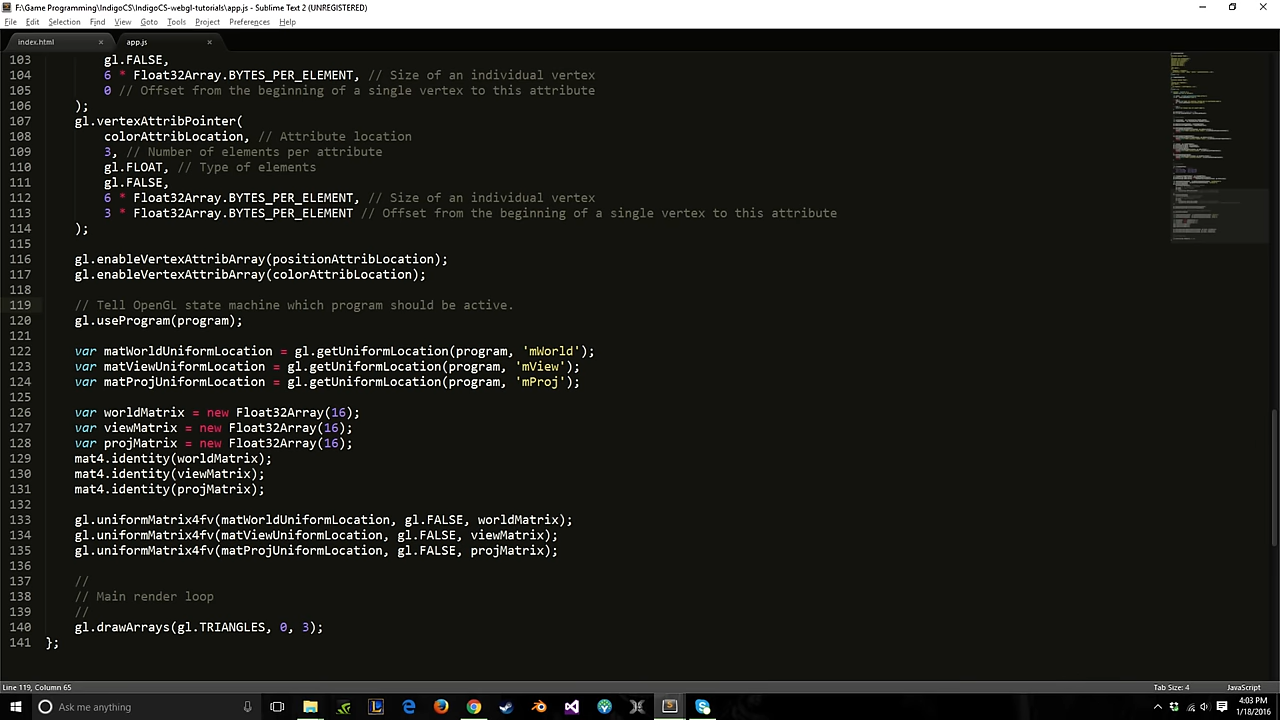 F:\Game Programming\IndigoCS\IndigoCS-webgl-tutorials\app.js - Sublime Text 2 (UNREGISTERED)
File Edit Selection Find View Goto Tools Project Preferences Help
index.html × app.js ×
103 gl.FALSE,
104 6 * Float32Array.BYTES_PER_ELEMENT, // Size of an individual vertex
105 0 // Offset from the beginning of a single vertex to this attribute
106 );
107 gl.vertexAttribPointer(
108 colorAttribLocation, // Attribute location
109 3, // Number of elements per attribute
110 gl.FLOAT, // Type of elements
111 gl.FALSE,
112 6 * Float32Array.BYTES_PER_ELEMENT, // Size of an individual vertex
113 3 * Float32Array.BYTES_PER_ELEMENT // Offset from the beginning of a single vertex to this attribute
114 );
115
116 gl.enableVertexAttribArray(positionAttribLocation);
117 gl.enableVertexAttribArray(colorAttribLocation);
118
119 // Tell OpenGL state machine which program should be active.
120 gl.useProgram(program);
121
122 var matWorldUniformLocation = gl.getUniformLocation(program, 'mWorld');
123 var matViewUniformLocation = gl.getUniformLocation(program, 'mView');
124 var matProjUniformLocation = gl.getUniformLocation(program, 'mProj');
125
126 var worldMatrix = new Float32Array(16);
127 var viewMatrix = new Float32Array(16);
128 var projMatrix = new Float32Array(16);
129 mat4.identity(worldMatrix);
130 mat4.identity(viewMatrix);
131 mat4.identity(projMatrix);
132
133 gl.uniformMatrix4fv(matWorldUniformLocation, gl.FALSE, worldMatrix);
134 gl.uniformMatrix4fv(matViewUniformLocation, gl.FALSE, viewMatrix);
135 gl.uniformMatrix4fv(matProjUniformLocation, gl.FALSE, projMatrix);
136
137 //
138 // Main render loop
139 //
140 gl.drawArrays(gl.TRIANGLES, 0, 3);
141 };
Line 119, Column 65 Tab Size: 4 JavaScript
Ask me anything
4:03 PM
1/18/2016